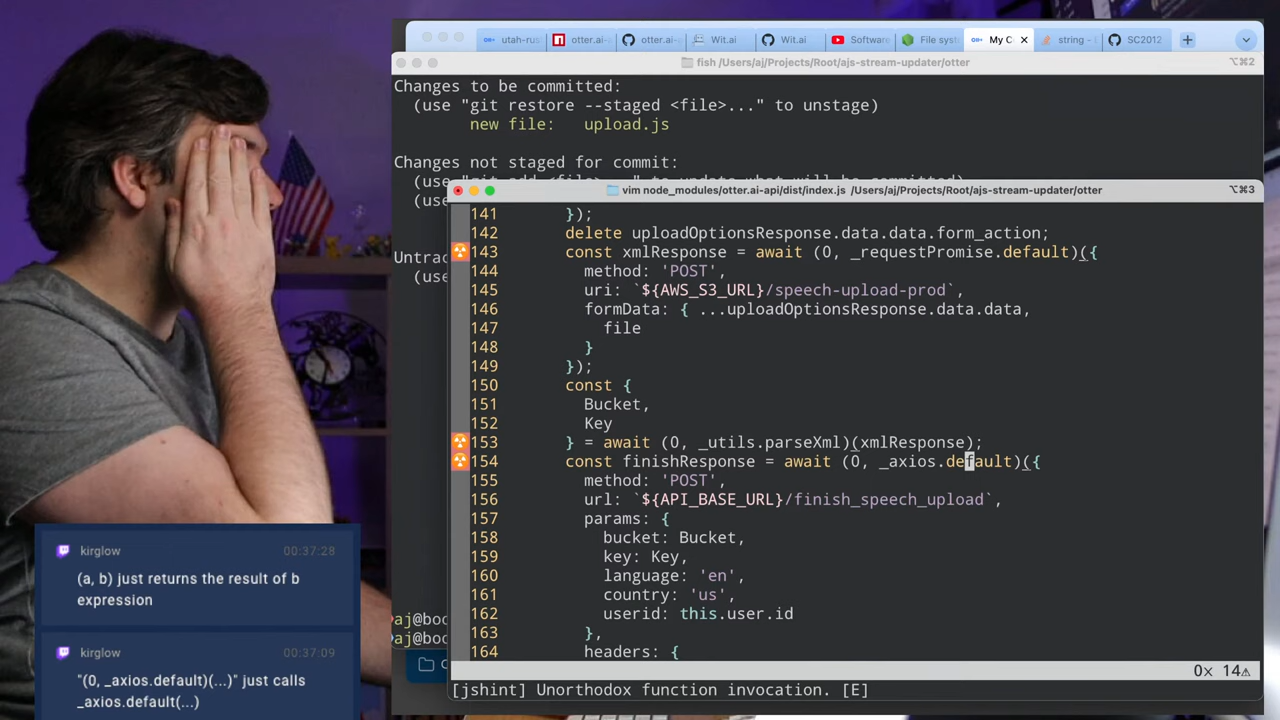 utah-rus
otter.ai-
otter.ai-
Wit.ai
Wit.ai
Software
File syst
My C
string -
SC2012
fish /Users/aj/Projects/Root/ajs-stream-updater/otter
⌥⌘2
Changes to be committed:
(use "git restore --staged <file>..." to unstage)
new file: upload.js
Changes not staged for commit:
(use
(use
Untrac
(use
vim node_modules/otter.ai-api/dist/index.js /Users/aj/Projects/Root/ajs-stream-updater/otter
⌥⌘3
141 });
142 delete uploadOptionsResponse.data.data.form_action;
143 const xmlResponse = await (0, _requestPromise.default)({
144 method: 'POST',
145 uri: `${AWS_S3_URL}/speech-upload-prod`,
146 formData: { ...uploadOptionsResponse.data.data,
147 file
148 }
149 });
150 const {
151 Bucket,
152 Key
153 } = await (0, _utils.parseXml)(xmlResponse);
154 const finishResponse = await (0, _axios.default)({
155 method: 'POST',
156 url: `${API_BASE_URL}/finish_speech_upload`,
157 params: {
158 bucket: Bucket,
159 key: Key,
160 language: 'en',
161 country: 'us',
162 userid: this.user.id
163 },
164 headers: {
0× 14⚠
[jshint] Unorthodox function invocation. [E]
aj@boo
aj@boo
kirglow 00:37:28
(a, b) just returns the result of b
expression
kirglow 00:37:09
"(0, _axios.default)(...)" just calls
_axios.default(...)